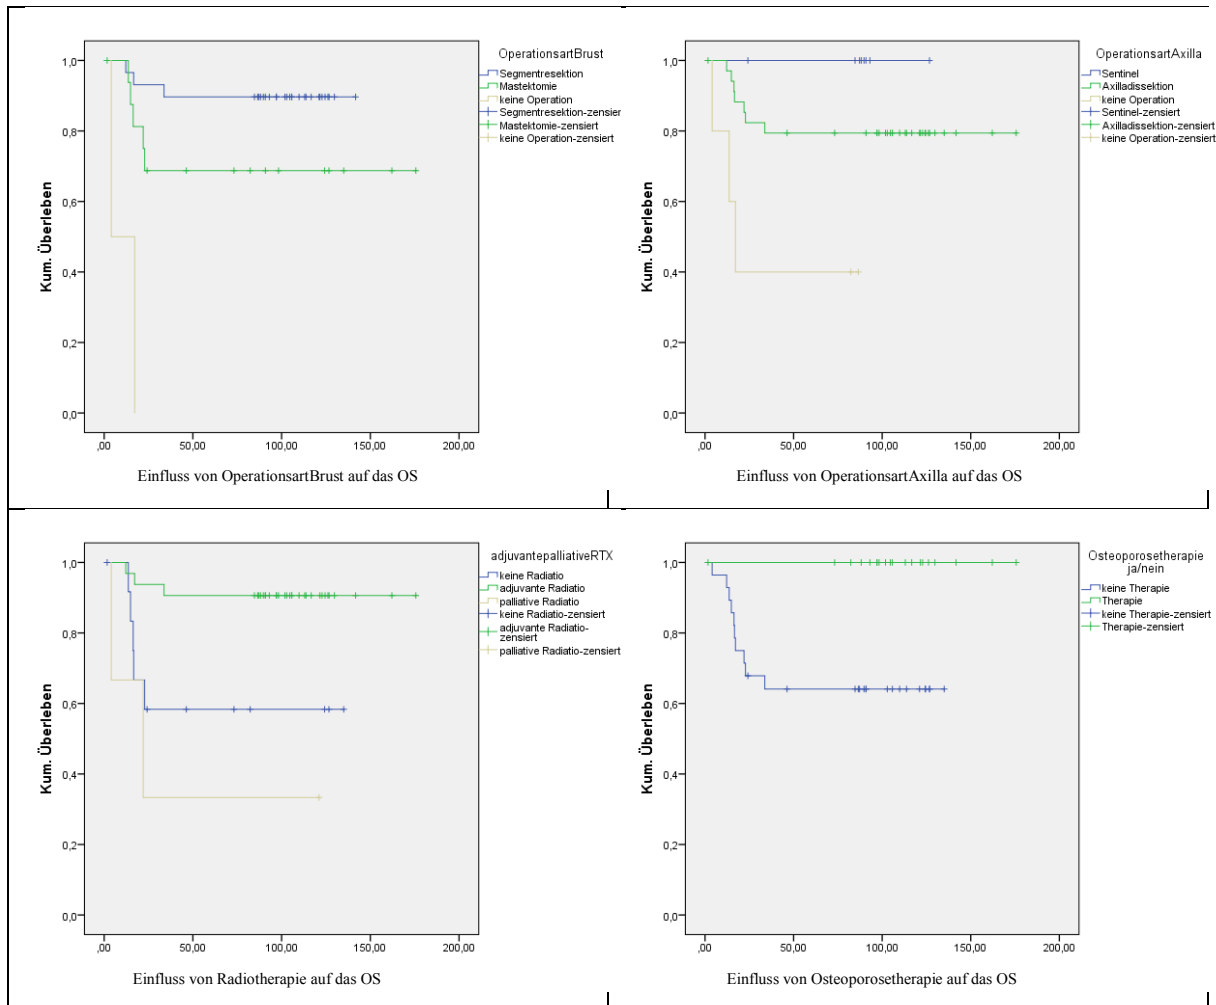 OperationsartBrust
Segmentresektion
Mastektomie
keine Operation
Segmentresektion-zensiert
Mastektomie-zensiert
keine Operation-zensiert
1,0
0,8
0,6
0,4
0,2
0,0
Kum. Überleben
,00 50,00 100,00 150,00 200,00
Einfluss von OperationsartBrust auf das OS
OperationsartAxilla
Sentinel
Axilladissektion
keine Operation
Sentinel-zensiert
Axilladissektion-zensiert
keine Operation-zensiert
1,0
0,8
0,6
0,4
0,2
0,0
Kum. Überleben
,00 50,00 100,00 150,00 200,00
Einfluss von OperationsartAxilla auf das OS
adjuvantepalliativeRTX
keine Radiatio
adjuvante Radiatio
palliative Radiatio
keine Radiatio-zensiert
adjuvante Radiatio-
zensiert
palliative Radiatio-zensiert
1,0
0,8
0,6
0,4
0,2
0,0
Kum. Überleben
,00 50,00 100,00 150,00 200,00
Einfluss von Radiotherapie auf das OS
Osteoporosetherapie
ja/nein
keine Therapie
Therapie
keine Therapie-zensiert
Therapie-zensiert
1,0
0,8
0,6
0,4
0,2
0,0
Kum. Überleben
,00 50,00 100,00 150,00 200,00
Einfluss von Osteoporosetherapie auf das OS